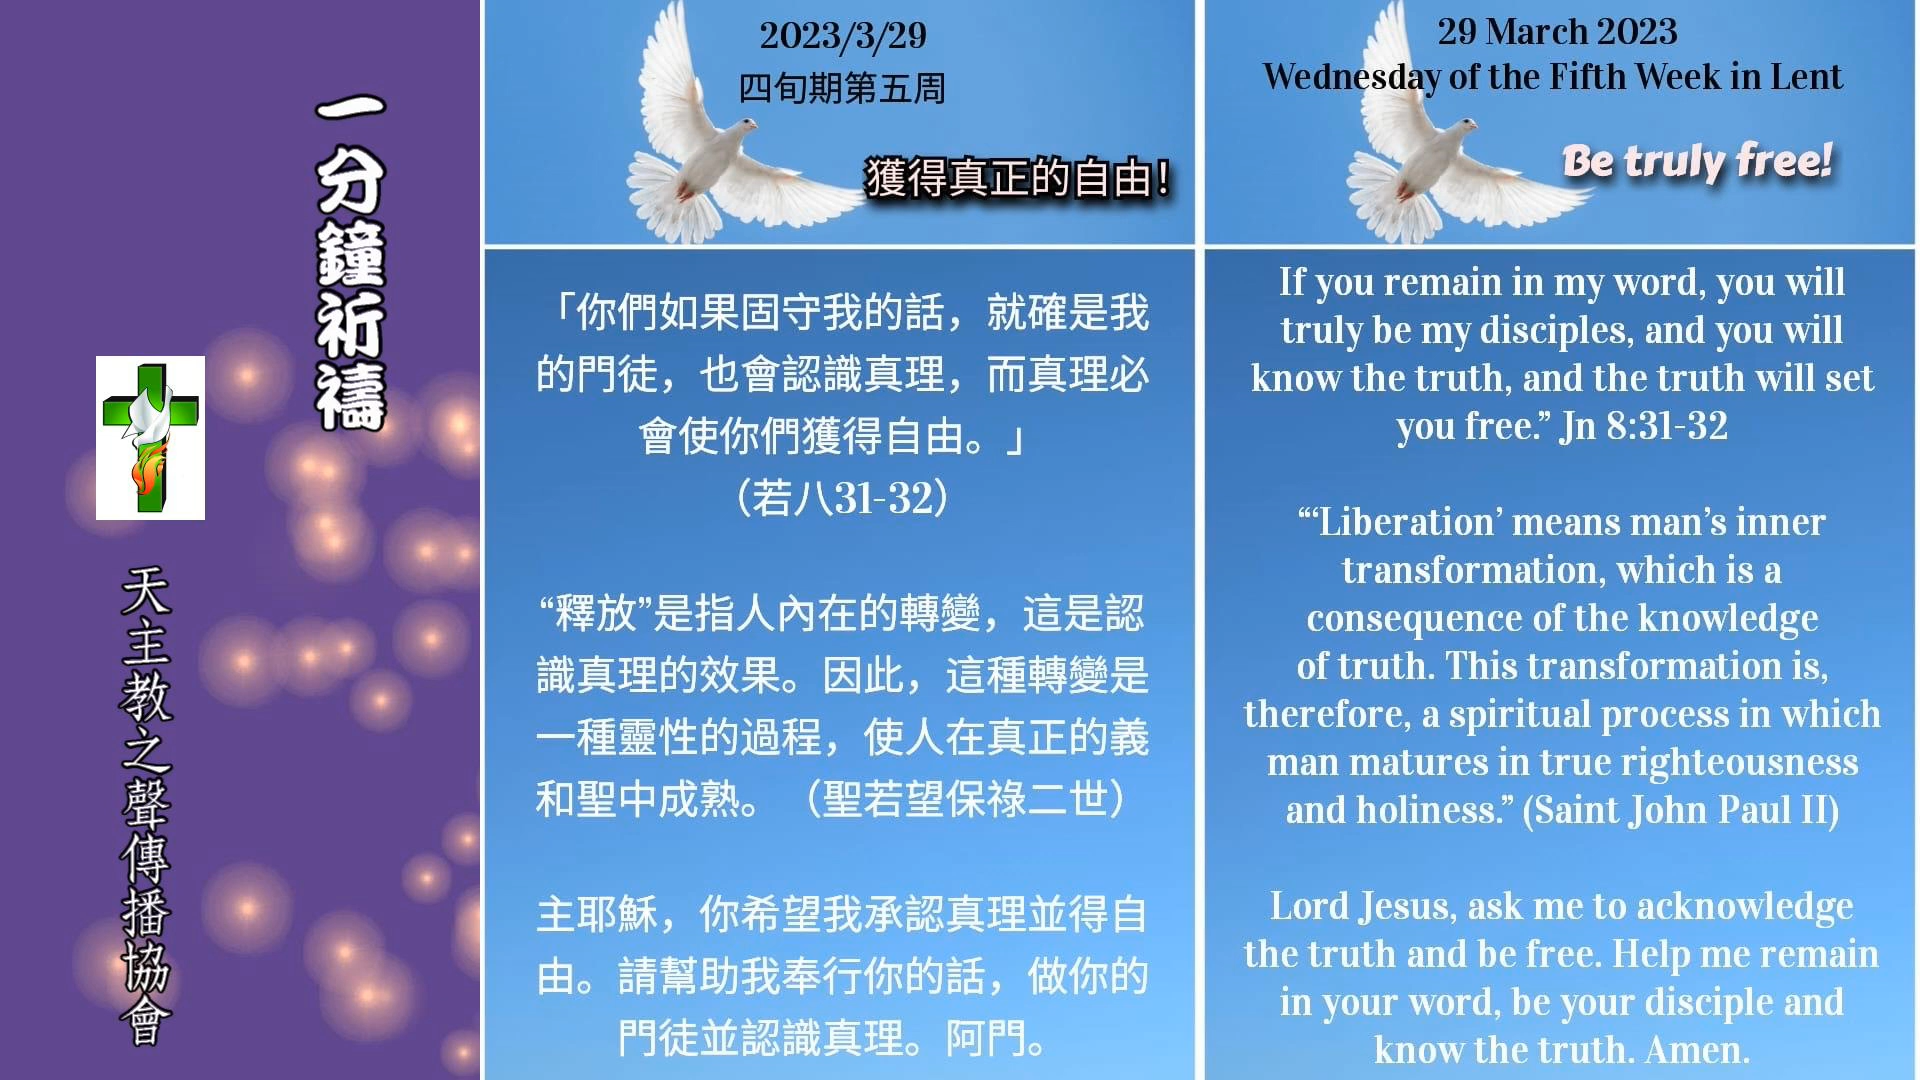 一分鐘祈禱
天主教之聲傳播協會
2023/3/29
四旬期第五周
獲得真正的自由!
「你們如果固守我的話，就確是我
的門徒，也會認識真理，而真理必
會使你們獲得自由。」
（若八31-32）
“釋放”是指人內在的轉變，這是認
識真理的效果。因此，這種轉變是
一種靈性的過程，使人在真正的義
和聖中成熟。（聖若望保祿二世）
主耶穌，你希望我承認真理並得自
由。請幫助我奉行你的話，做你的
門徒並認識真理。阿門。
29 March 2023
Wednesday of the Fifth Week in Lent
Be truly free!
If you remain in my word, you will
truly be my disciples, and you will
know the truth, and the truth will set
you free.” Jn 8:31-32
“‘Liberation’ means man’s inner
transformation, which is a
consequence of the knowledge
of truth. This transformation is,
therefore, a spiritual process in which
man matures in true righteousness
and holiness.” (Saint John Paul II)
Lord Jesus, ask me to acknowledge
the truth and be free. Help me remain
in your word, be your disciple and
know the truth. Amen.